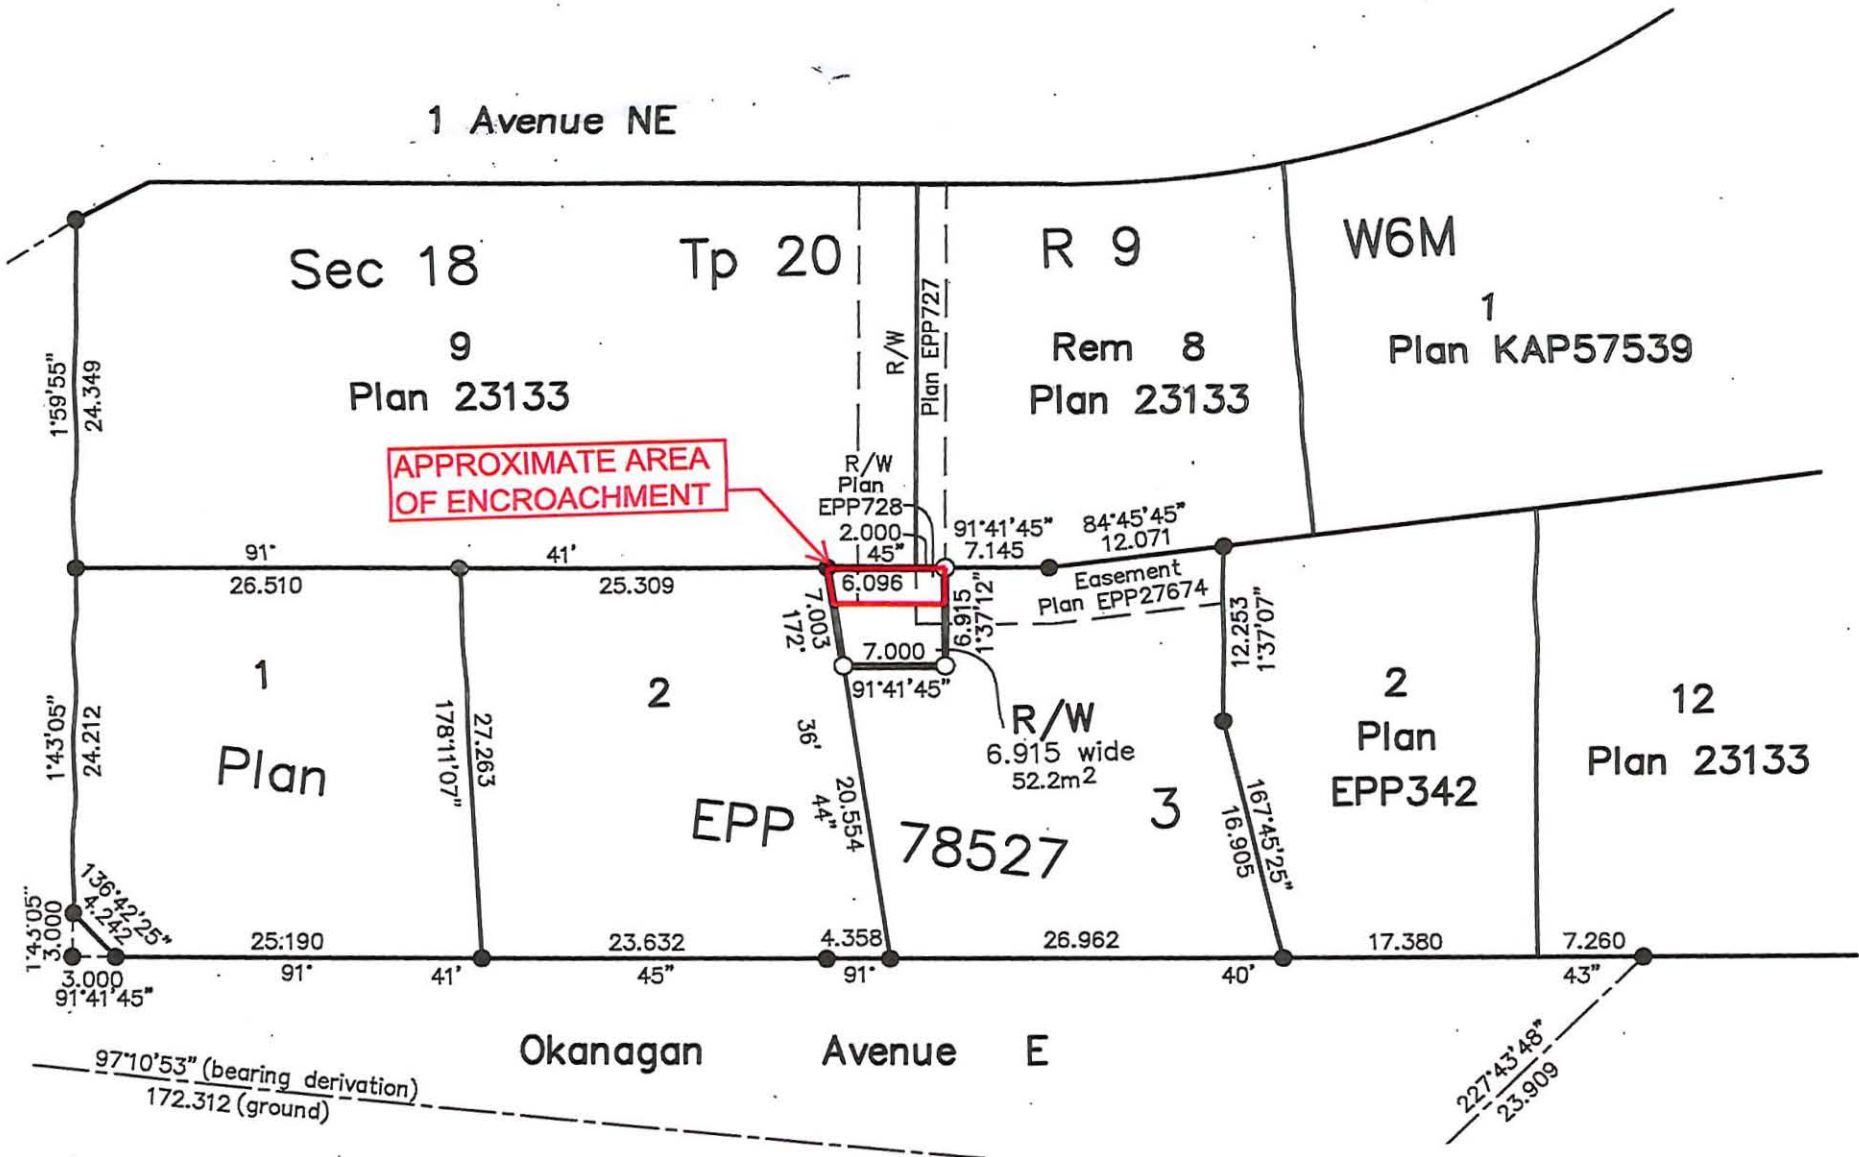 1 Avenue NE
Sec 18
Tp 20
R 9
W6M
9
Plan 23133
R/W
Plan EPP727
Rem 8
Plan 23133
1
Plan KAP57539
1°59'55"
24.349
APPROXIMATE AREA
OF ENCROACHMENT
R/W
Plan
EPP728
2.000
91°41'45"
7.145
84°45'45"
12.071
91°
41'
45"
26.510
25.309
6.096
Easement
Plan EPP27674
7.003
172°
6.915
1°37'12"
7.000
91°41'45"
12.253
1°37'07"
1
2
R/W
6.915 wide
52.2m2
3
2
Plan
EPP342
12
Plan 23133
1°43'05"
24.212
178°11'07"
27.263
36'
44"
20.554
Plan
EPP
78527
167°45'25"
16.905
136°42'25"
4.242
1°43'05"
3.000
25.190
23.632
4.358
26.962
17.380
7.260
3.000
91°41'45"
91°
41'
45"
91°
40'
43"
Okanagan Avenue E
97°10'53" (bearing derivation)
172.312 (ground)
227°43'48"
23.909